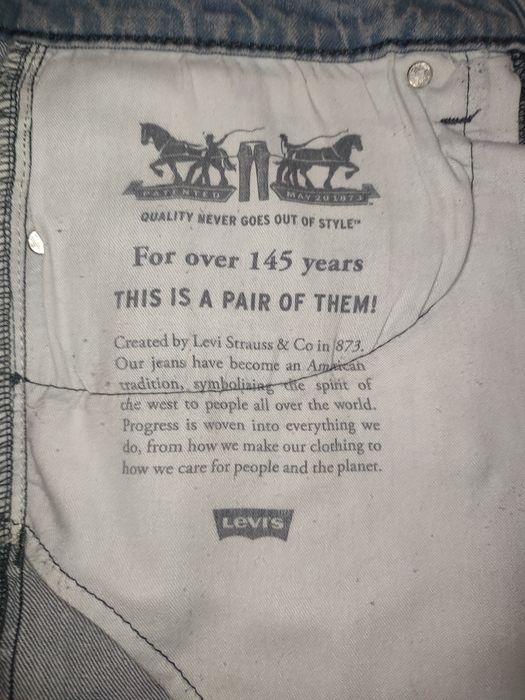 PATENTED
MAY 20 1873
QUALITY NEVER GOES OUT OF STYLE™
For over 145 years
THIS IS A PAIR OF THEM!
Created by Levi Strauss & Co in 873.
Our jeans have become an American
tradition, symbolizing the spirit of
the west to people all over the world.
Progress is woven into everything we
do, from how we make our clothing to
how we care for people and the planet.
LEVI'S